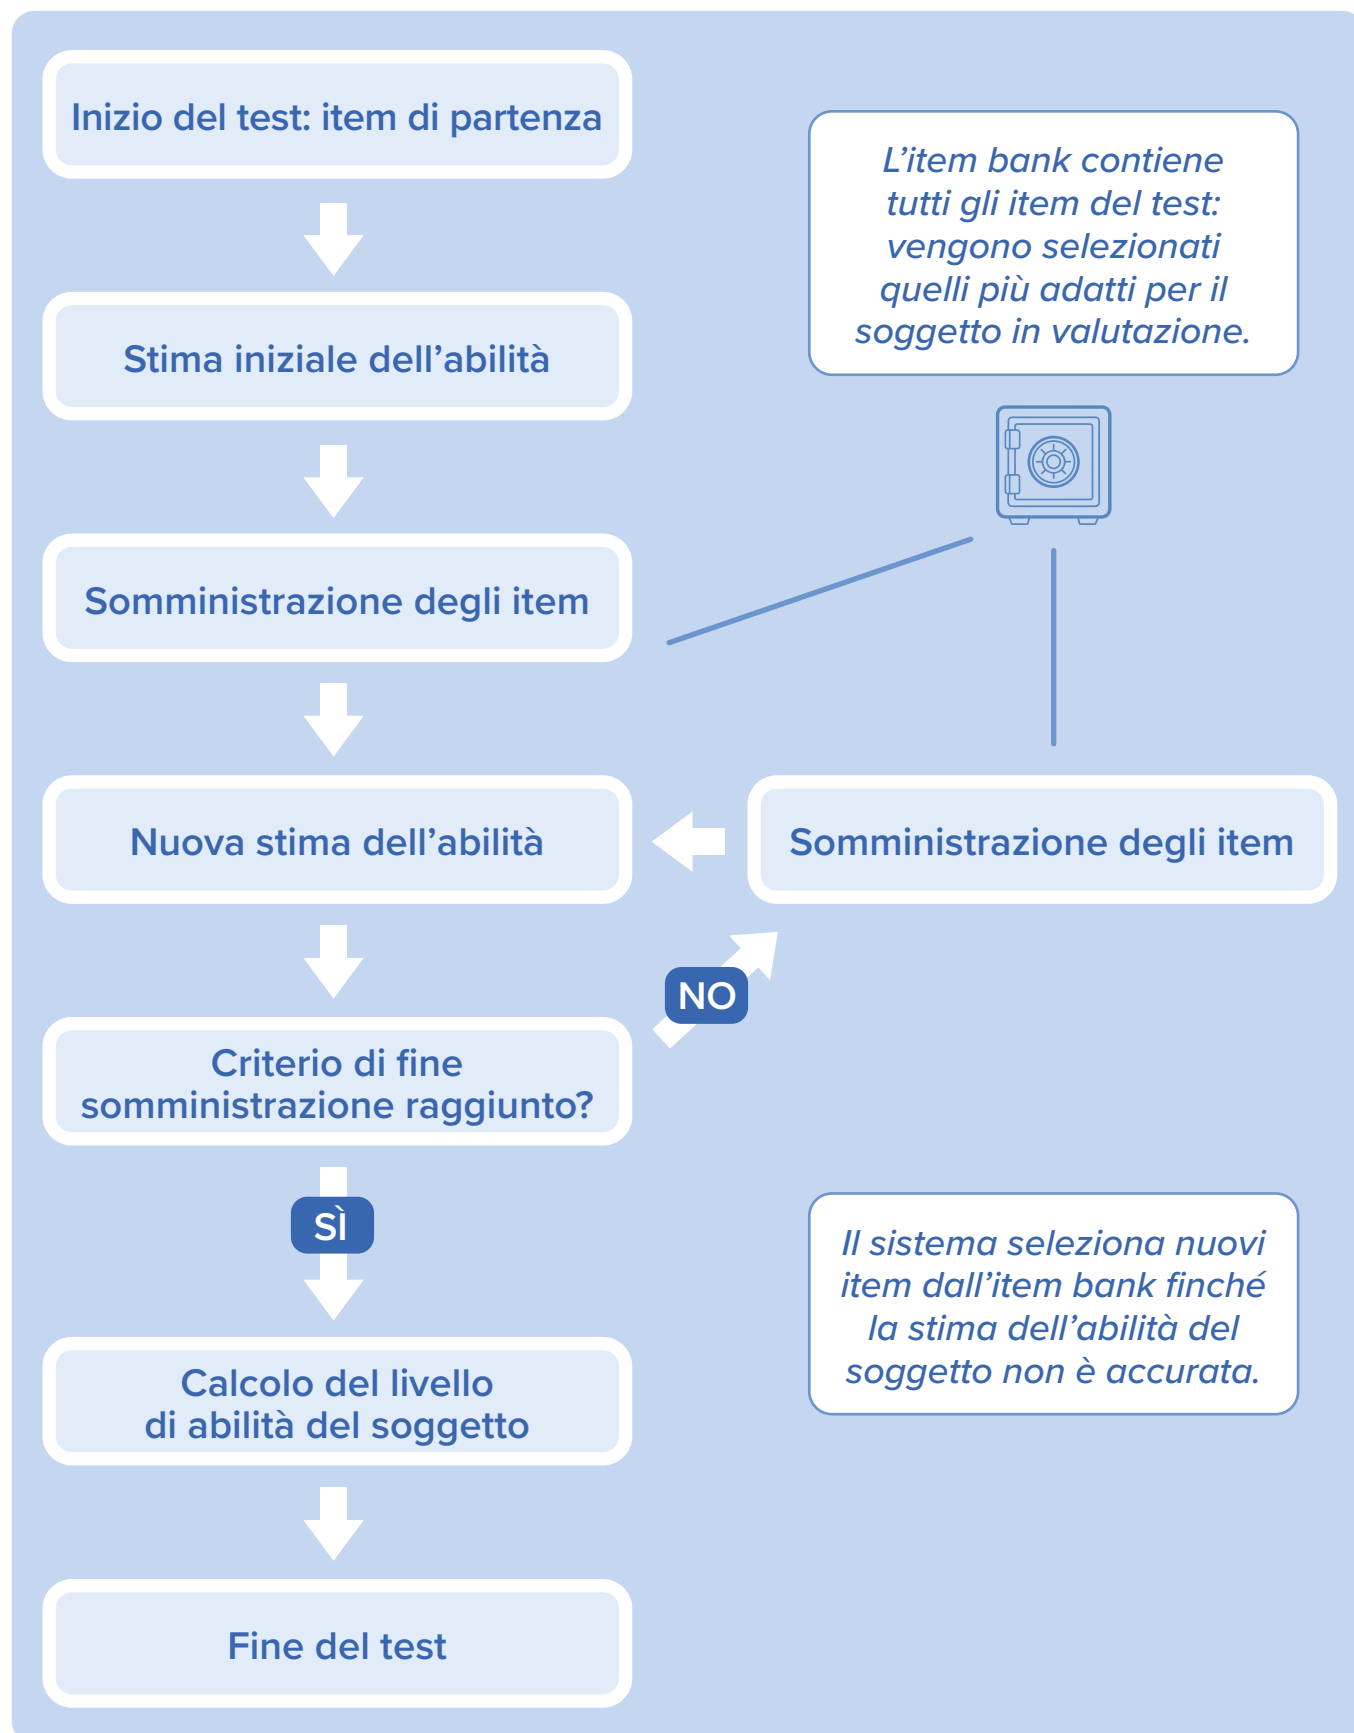 Inizio del test: item di partenza
L’item bank contiene
tutti gli item del test:
vengono selezionati
quelli più adatti per il
soggetto in valutazione.
Stima iniziale dell’abilità
Somministrazione degli item
Nuova stima dell’abilità
Somministrazione degli item
NO
Criterio di fine
somministrazione raggiunto?
SÌ
Il sistema seleziona nuovi
item dall’item bank finché
la stima dell’abilità del
soggetto non è accurata.
Calcolo del livello
di abilità del soggetto
Fine del test